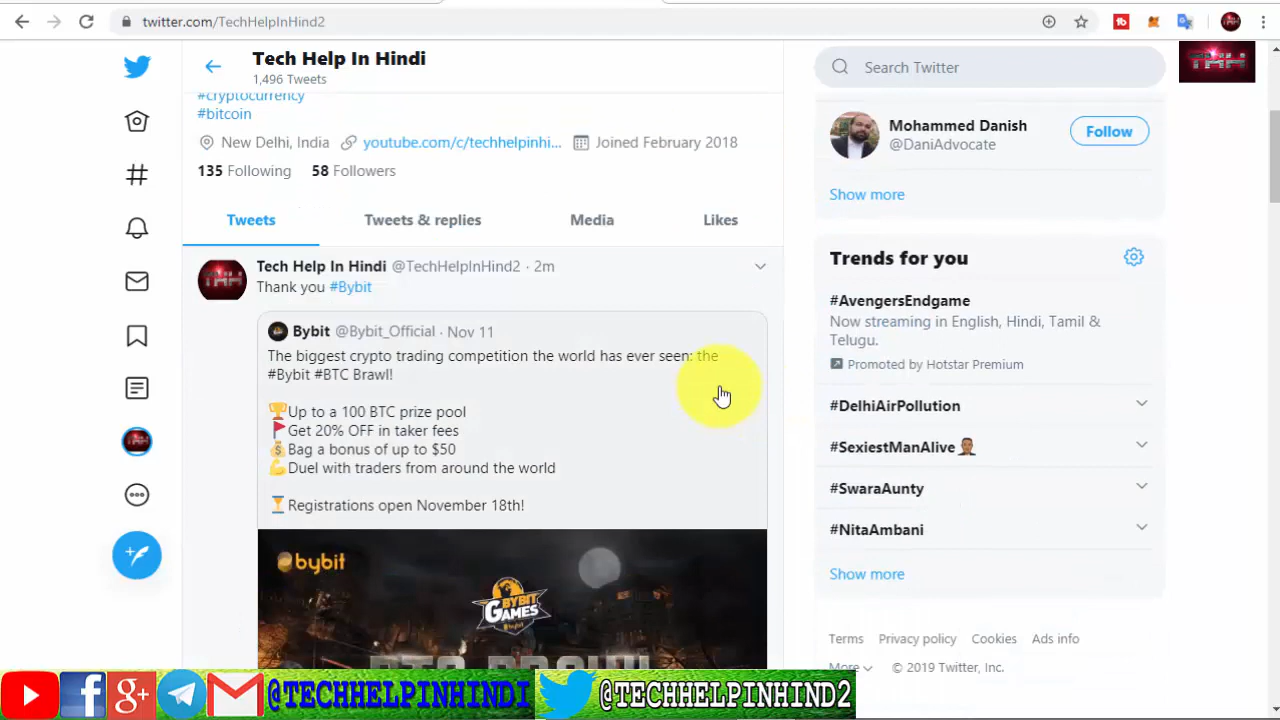 twitter.com/TechHelpInHind2
Tech Help In Hindi
1,496 Tweets
#cryptocurrency
#bitcoin
New Delhi, India youtube.com/c/techhelpinhi... Joined February 2018
135 Following 58 Followers
Tweets Tweets & replies Media Likes
Tech Help In Hindi @TechHelpInHind2 · 2m
Thank you #Bybit
Bybit @Bybit_Official · Nov 11
The biggest crypto trading competition the world has ever seen: the
#Bybit #BTC Brawl!
🏆Up to a 100 BTC prize pool
🚩Get 20% OFF in taker fees
💰Bag a bonus of up to $50
💪Duel with traders from around the world
⏳Registrations open November 18th!
bybit
BYBIT
GAMES
BTC BRAWL
Search Twitter
THH
Mohammed Danish
@DaniAdvocate
Follow
Show more
Trends for you
#AvengersEndgame
Now streaming in English, Hindi, Tamil &
Telugu.
Promoted by Hotstar Premium
#DelhiAirPollution
#SexiestManAlive
#SwaraAunty
#NitaAmbani
Show more
Terms Privacy policy Cookies Ads info
More © 2019 Twitter, Inc.
@TECHHELPINHINDI @TECHHELPINHIND2